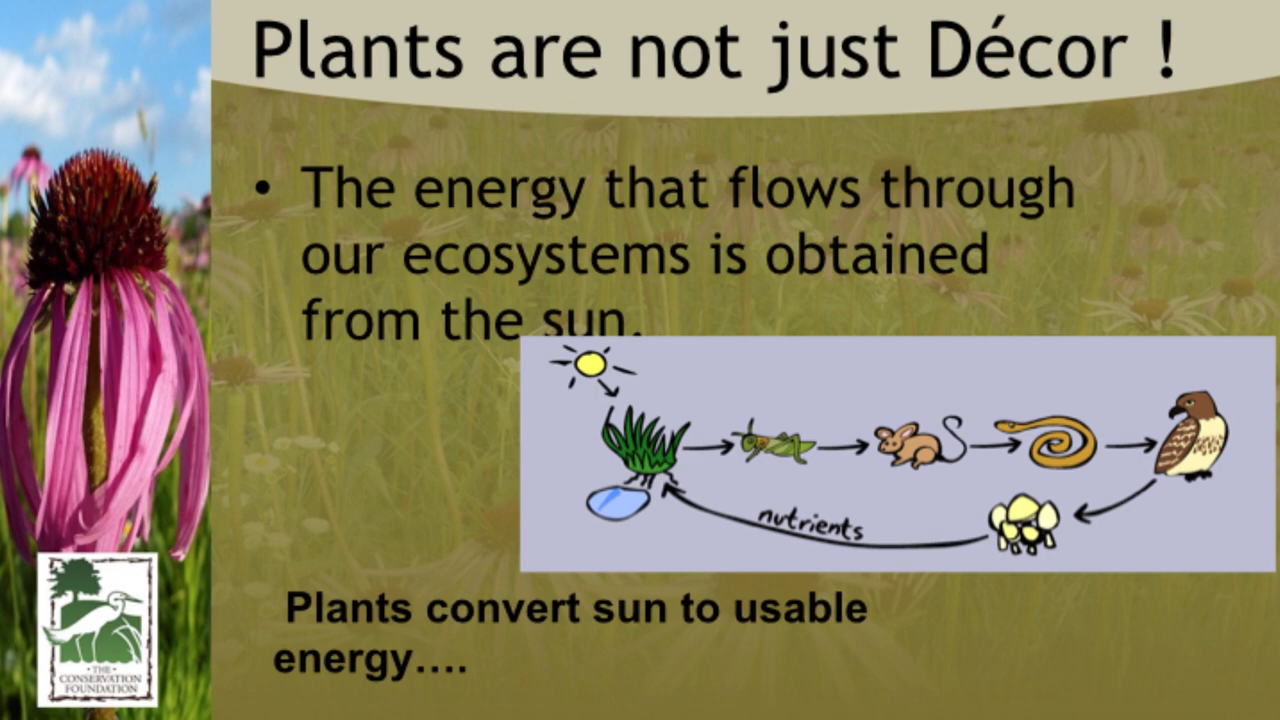 Plants are not just Décor !
• The energy that flows through
our ecosystems is obtained
from the sun.
nutrients
Plants convert sun to usable
energy....
• THE •
CONSERVATION
FOUNDATION